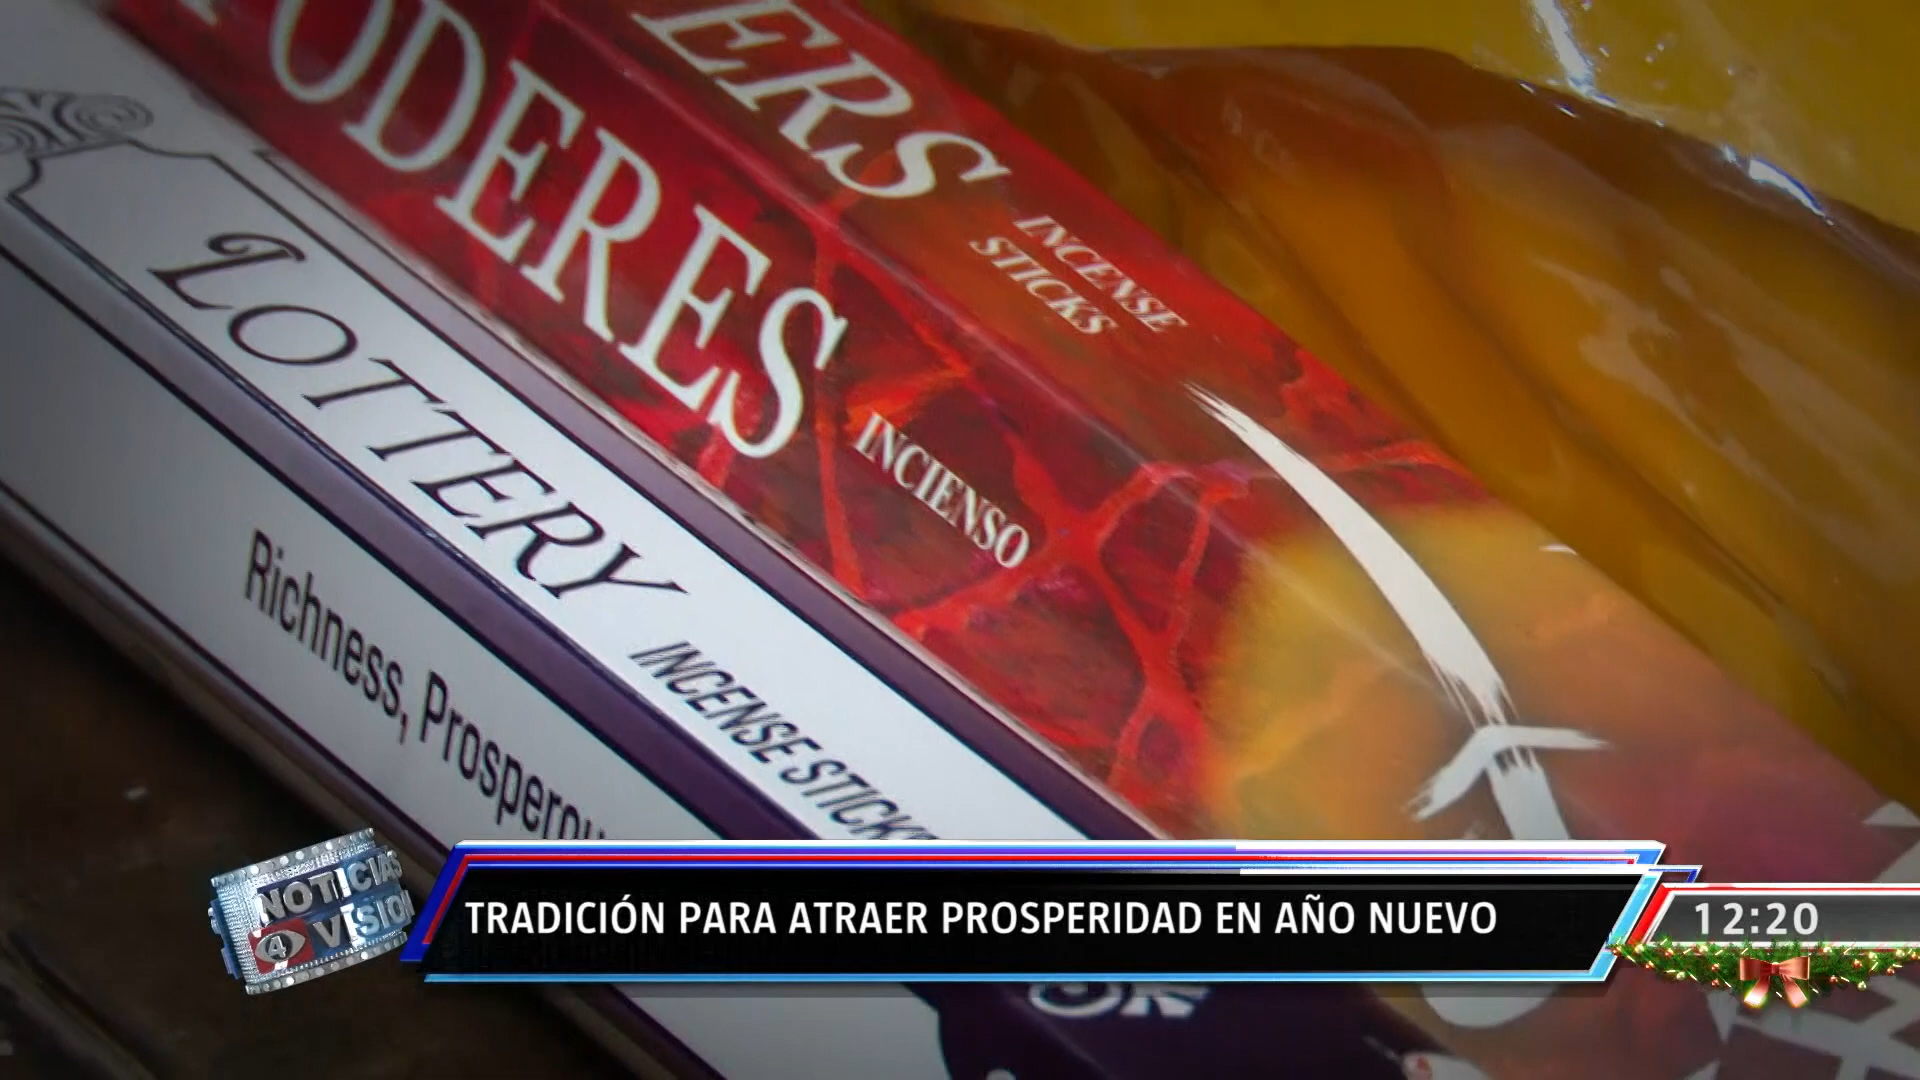 ERS
INCENSE
STICKS
PODERES
INCIENSO
LOTTERY
INCENSE STICKS
Richness, Prosperou
NOTICIAS
4 VISIÓN
TRADICIÓN PARA ATRAER PROSPERIDAD EN AÑO NUEVO
12:20